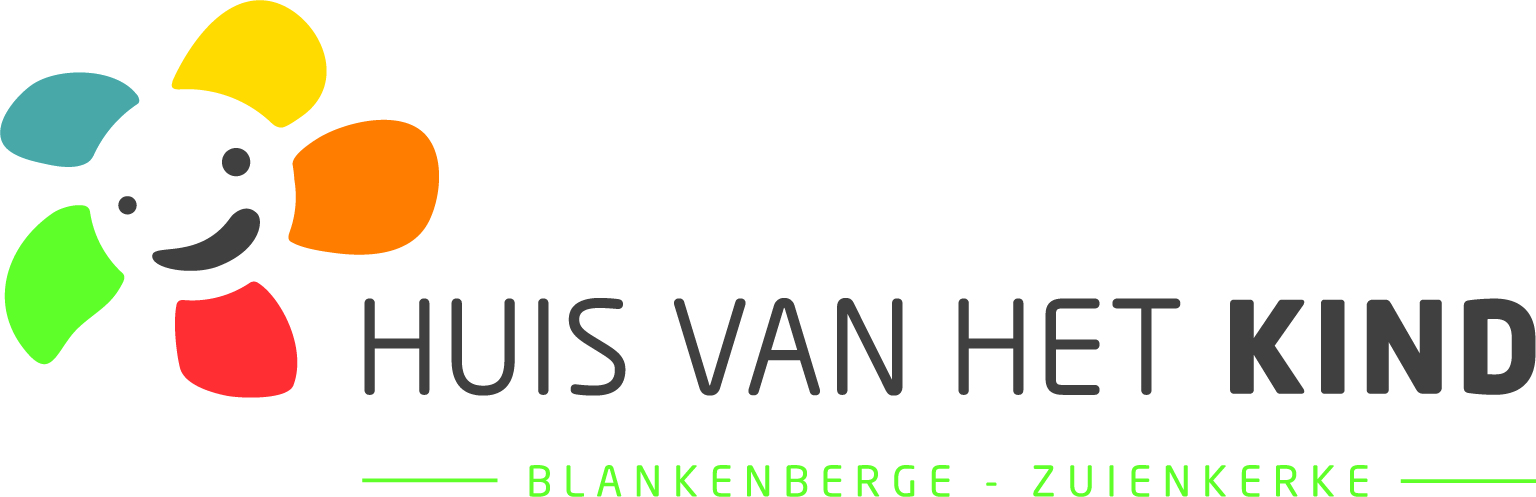 HUIS VAN HET KIND
BLANKENBERGE - ZUIENKERKE